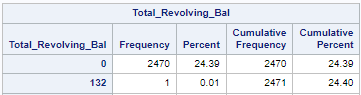 Total_Revolving_Bal
Total_Revolving_Bal Frequency Percent Cumulative Frequency Cumulative Percent
0 2470 24.39 2470 24.39
132 1 0.01 2471 24.40